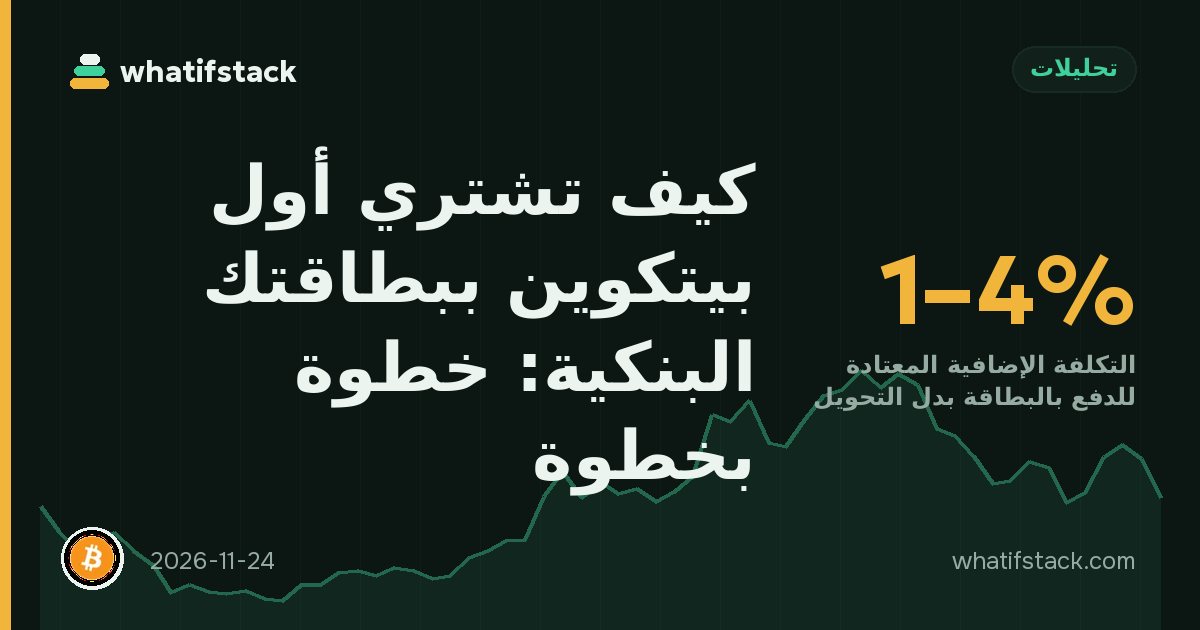 whatifstack
تحليلات
كيف تشتري أول
بيتكوين ببطاقتك
البنكية: خطوة
بخطوة
1–4%
التكلفة الإضافية المعتادة
للدفع بالبطاقة بدل التحويل
2026-11-24
whatifstack.com